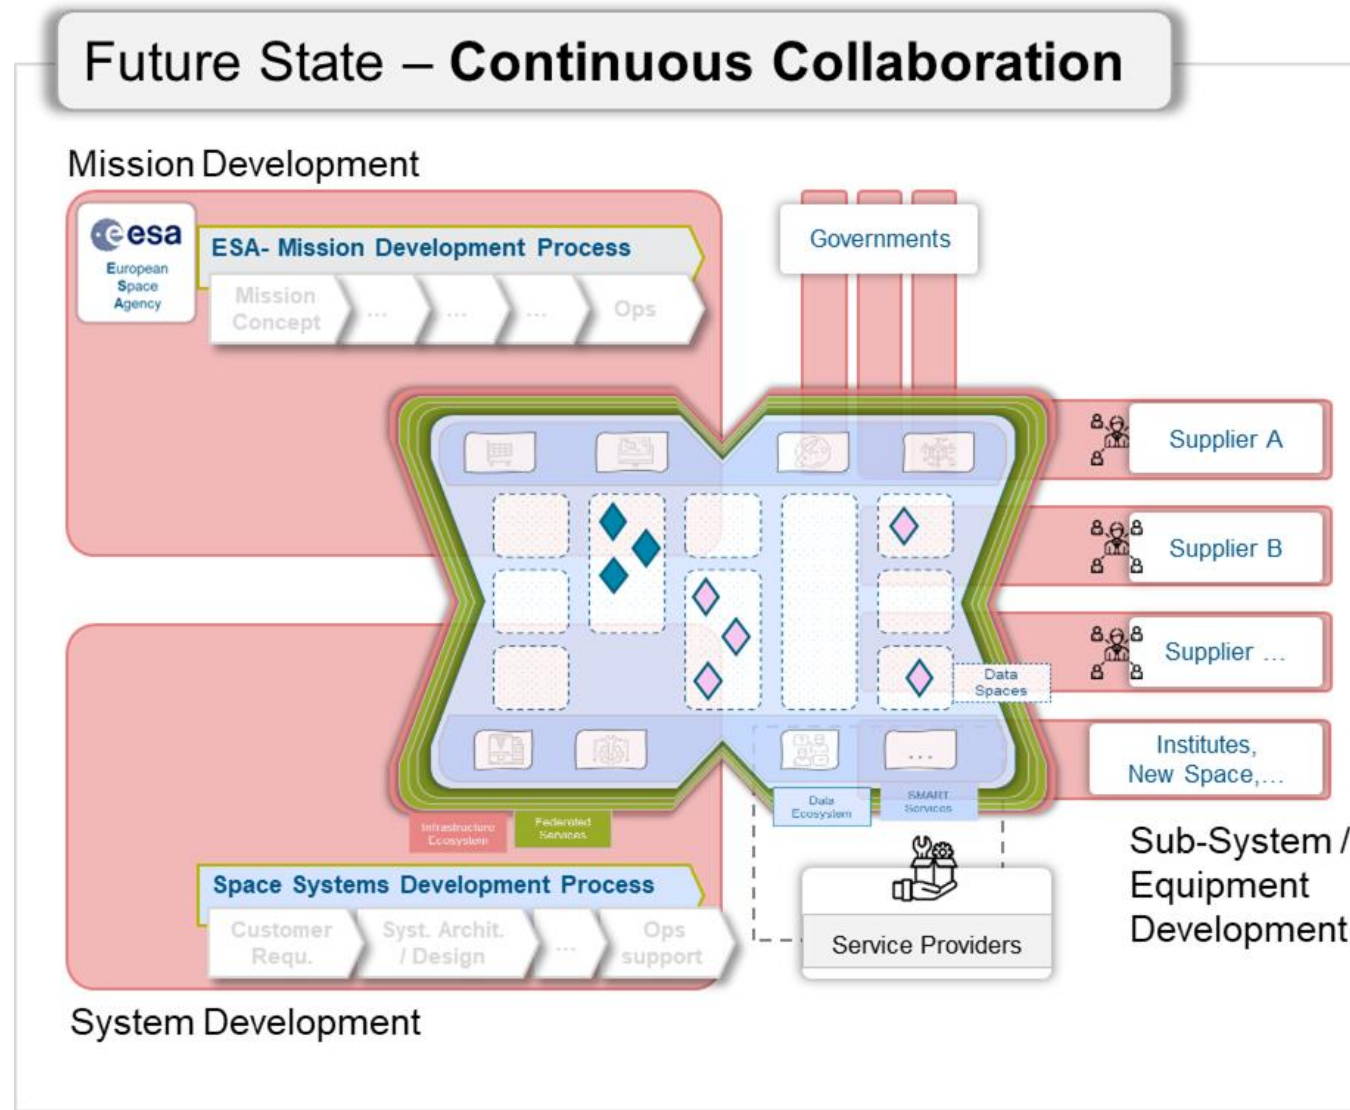 Future State – Continuous Collaboration
Mission Development
esa
European
Space
Agency
ESA- Mission Development Process
Mission
Concept
...
...
...
Ops
Governments
Supplier A
Supplier B
Supplier ...
Institutes,
New Space,...
Data
Spaces
...
Data
Ecosystem
SMART
Services
Infrastructure
Ecosystem
Federated
Services
Sub-System /
Equipment
Development
Service Providers
Space Systems Development Process
Customer
Requ.
Syst. Archit.
/ Design
...
Ops
support
System Development